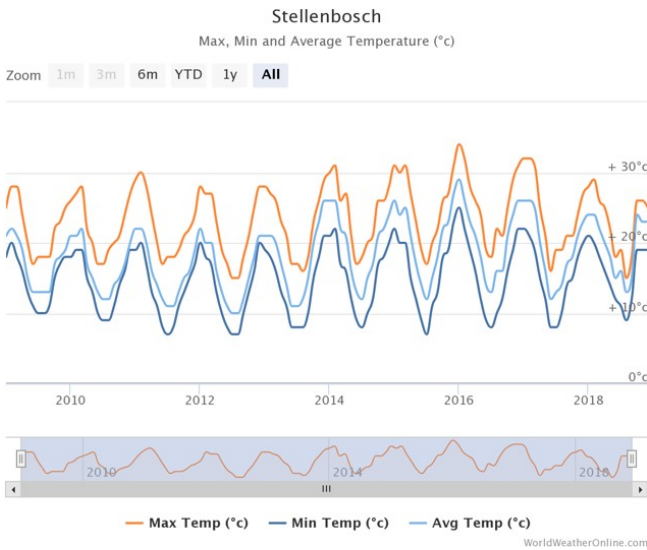 Stellenbosch
Max, Min and Average Temperature (°c)
Zoom 1m 3m 6m YTD 1y All
+ 30°c
+ 20°c
+ 10°c
0°c
2010 2012 2014 2016 2018
2010 2014 2018
Max Temp (°c) Min Temp (°c) Avg Temp (°c)
WorldWeatherOnline.com